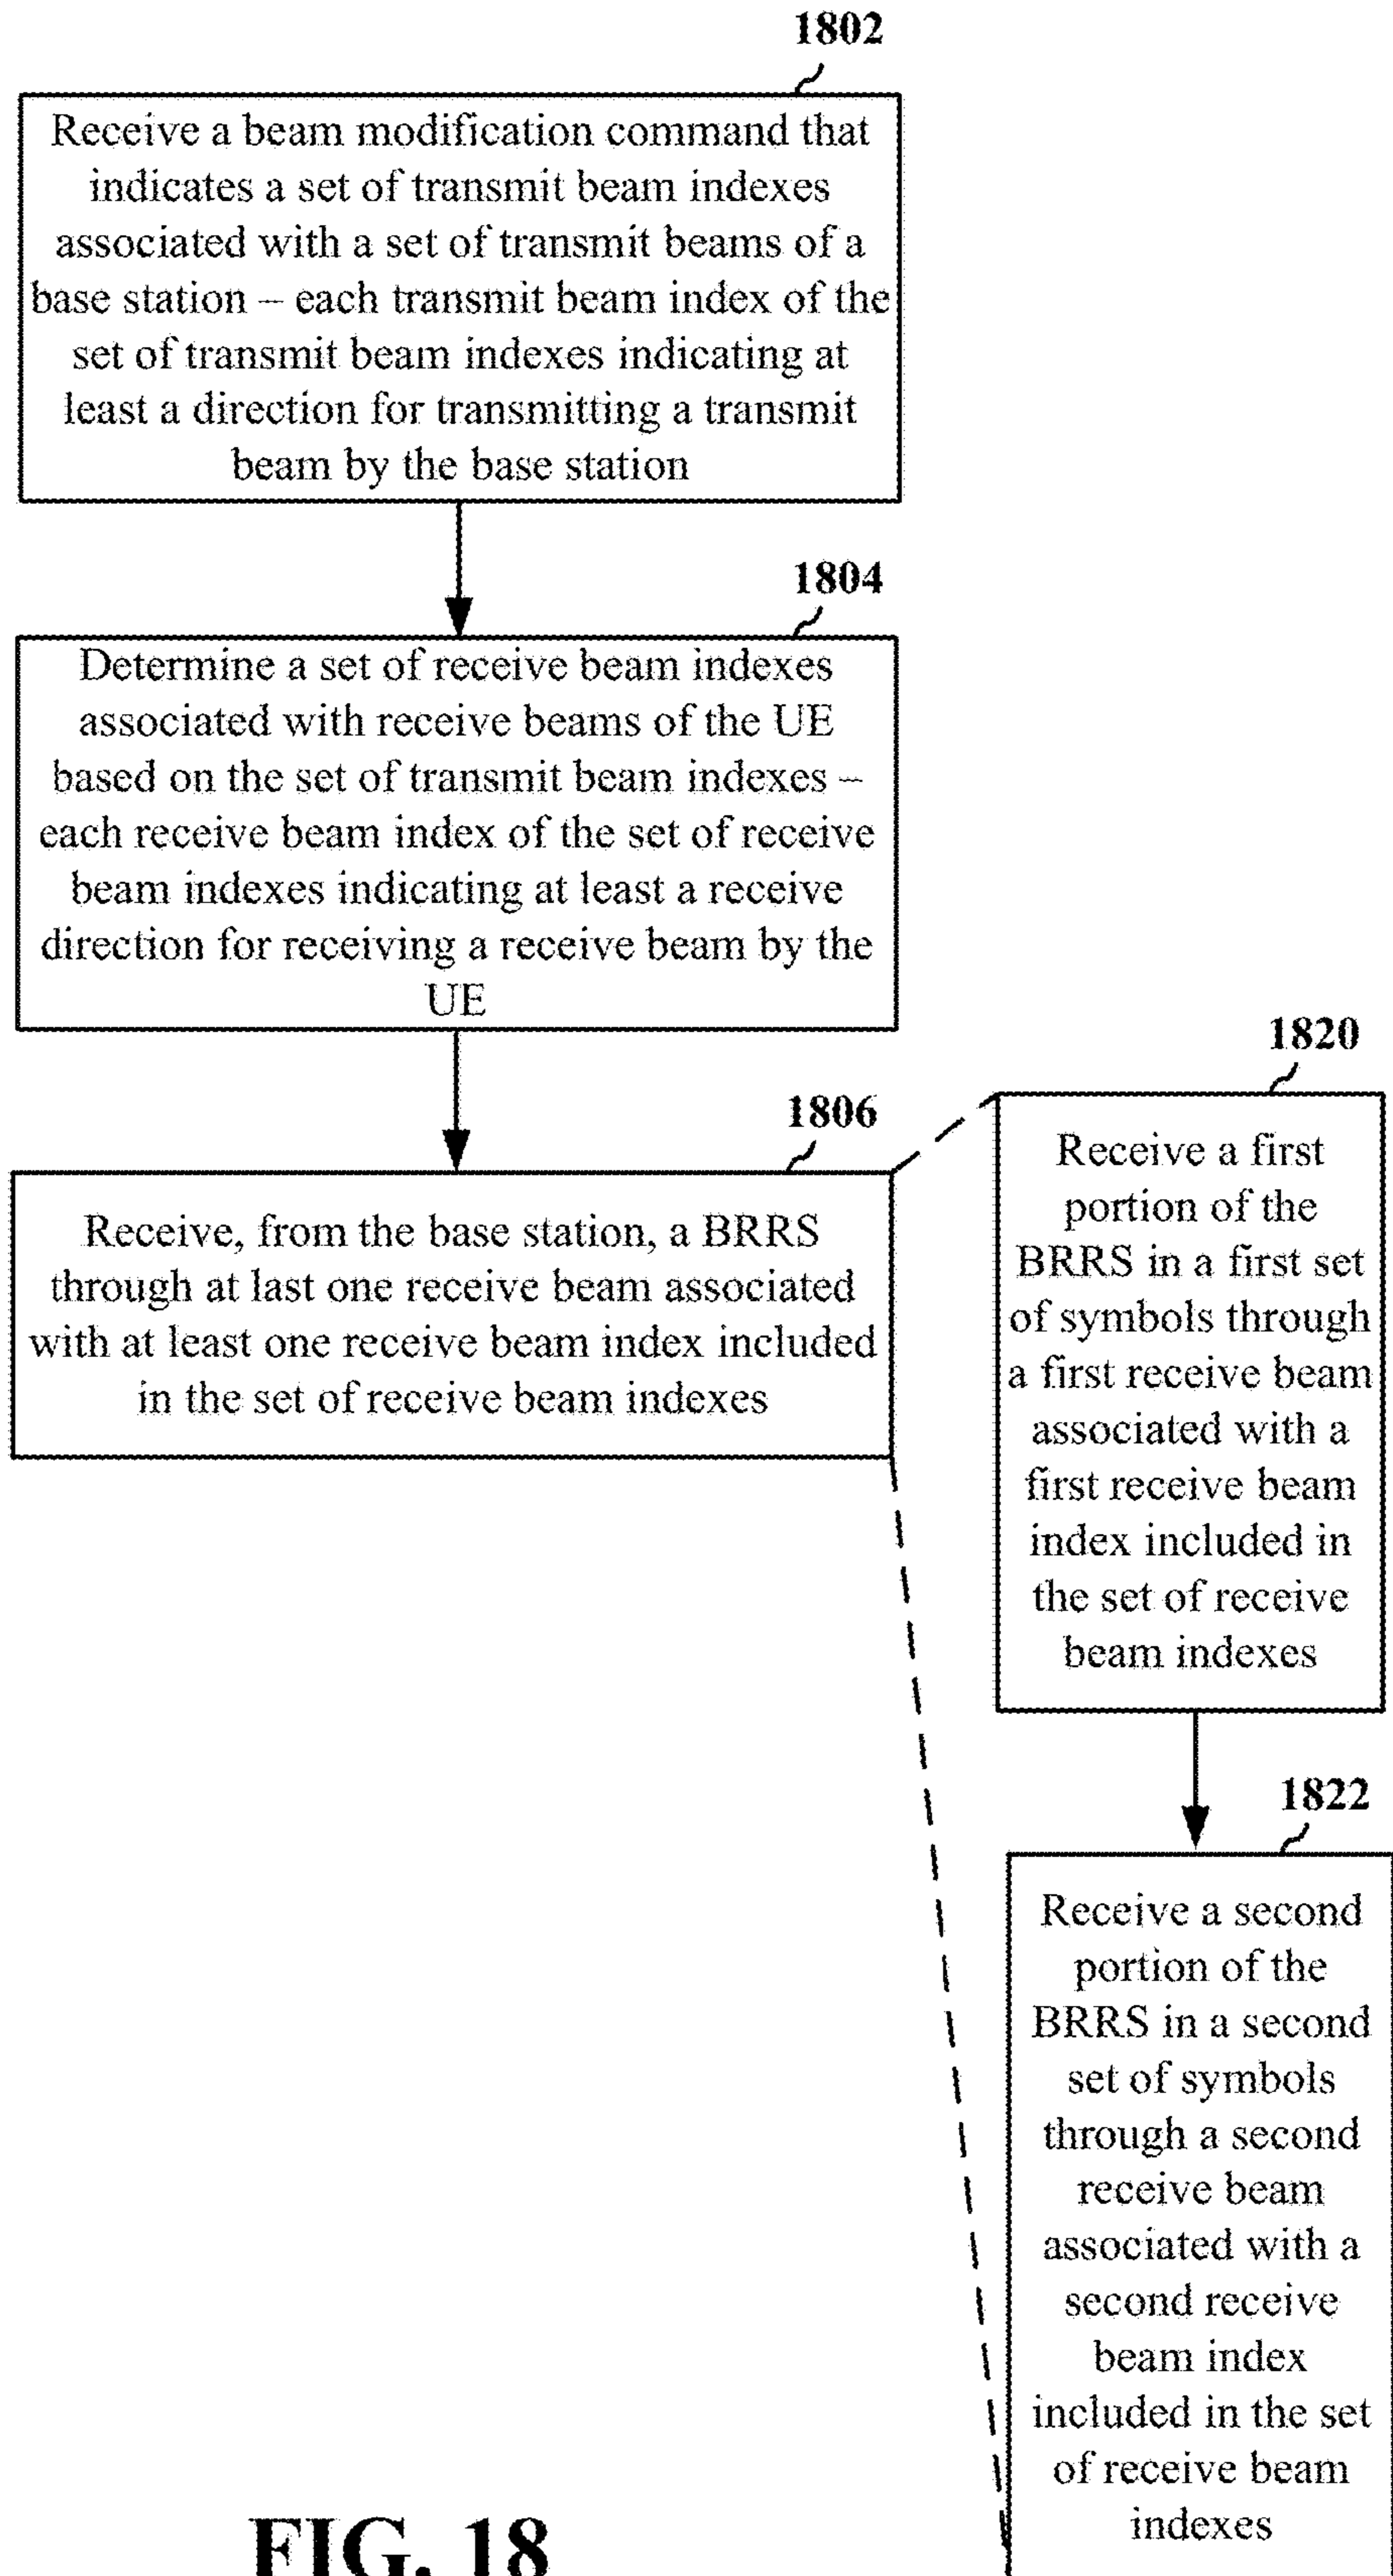 1802
Receive a beam modification command that
indicates a set of transmit beam indexes
associated with a set of transmit beams of a
base station – each transmit beam index of the
set of transmit beam indexes indicating at
least a direction for transmitting a transmit
beam by the base station
1804
Determine a set of receive beam indexes
associated with receive beams of the UE
based on the set of transmit beam indexes –
each receive beam index of the set of receive
beam indexes indicating at least a receive
direction for receiving a receive beam by the
UE
1806
Receive, from the base station, a BRRS
through at last one receive beam associated
with at least one receive beam index included
in the set of receive beam indexes
1820
Receive a first
portion of the
BRRS in a first set
of symbols through
a first receive beam
associated with a
first receive beam
index included in
the set of receive
beam indexes
1822
Receive a second
portion of the
BRRS in a second
set of symbols
through a second
receive beam
associated with a
second receive
beam index
included in the set
of receive beam
indexes
FIG. 18